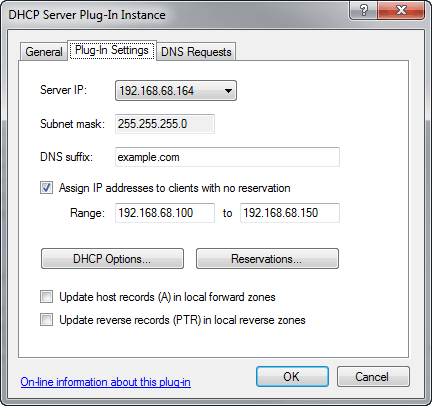 DHCP Server Plug-In Instance
General Plug-In Settings DNS Requests
Server IP: 192.168.68.164
Subnet mask: 255.255.255.0
DNS suffix: example.com
Assign IP addresses to clients with no reservation
Range: 192.168.68.100 to 192.168.68.150
DHCP Options... Reservations...
Update host records (A) in local forward zones
Update reverse records (PTR) in local reverse zones
On-line information about this plug-in OK Cancel